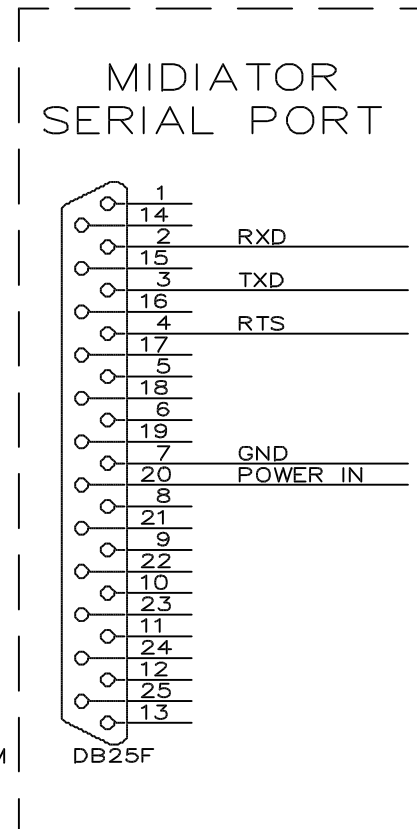 MIDIATOR
SERIAL PORT
1
14
2 RXD
15
3 TXD
16
4 RTS
17
5
18
6
19
7 GND
20 POWER IN
8
21
9
22
10
23
11
24
12
25
13
M DB25F